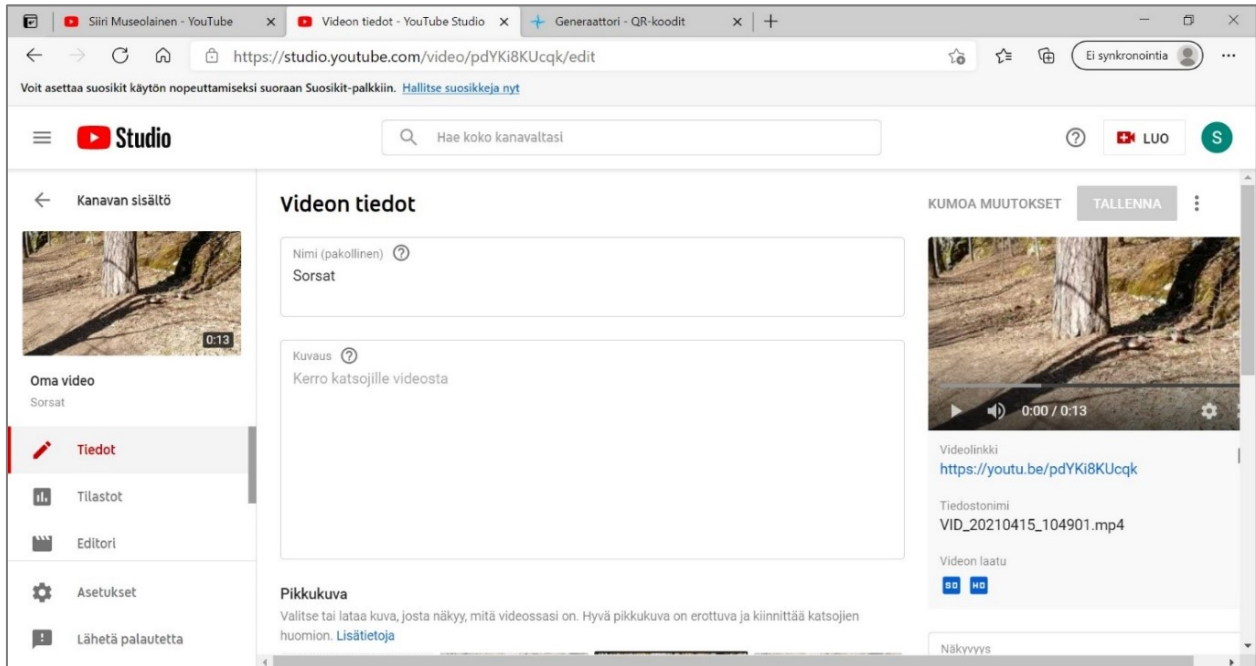 Siiri Museolainen - YouTube
Videon tiedot - YouTube Studio
Generaattori - QR-koodit
https://studio.youtube.com/video/pdYKi8KUcqk/edit
Ei synkronointia
Voit asettaa suosikit käytön nopeuttamiseksi suoraan Suosikit-palkkiin. Hallitse suosikkeja nyt
Studio
Hae koko kanavaltasi
LUO
S
Kanavan sisältö
0:13
Oma video
Sorsat
Tiedot
Tilastot
Editori
Asetukset
Lähetä palautetta
Videon tiedot
KUMOA MUUTOKSET
TALLENNA
Nimi (pakollinen)
Sorsat
Kuvaus
Kerro katsojille videosta
Pikkukuva
Valitse tai lataa kuva, josta näkyy, mitä videossasi on. Hyvä pikkukuva on erottuva ja kiinnittää katsojien
huomion. Lisätietoja
0:00 / 0:13
Videolinkki
https://youtu.be/pdYKi8KUcqk
Tiedostonimi
VID_20210415_104901.mp4
Videon laatu
SD HD
Näkyvyys